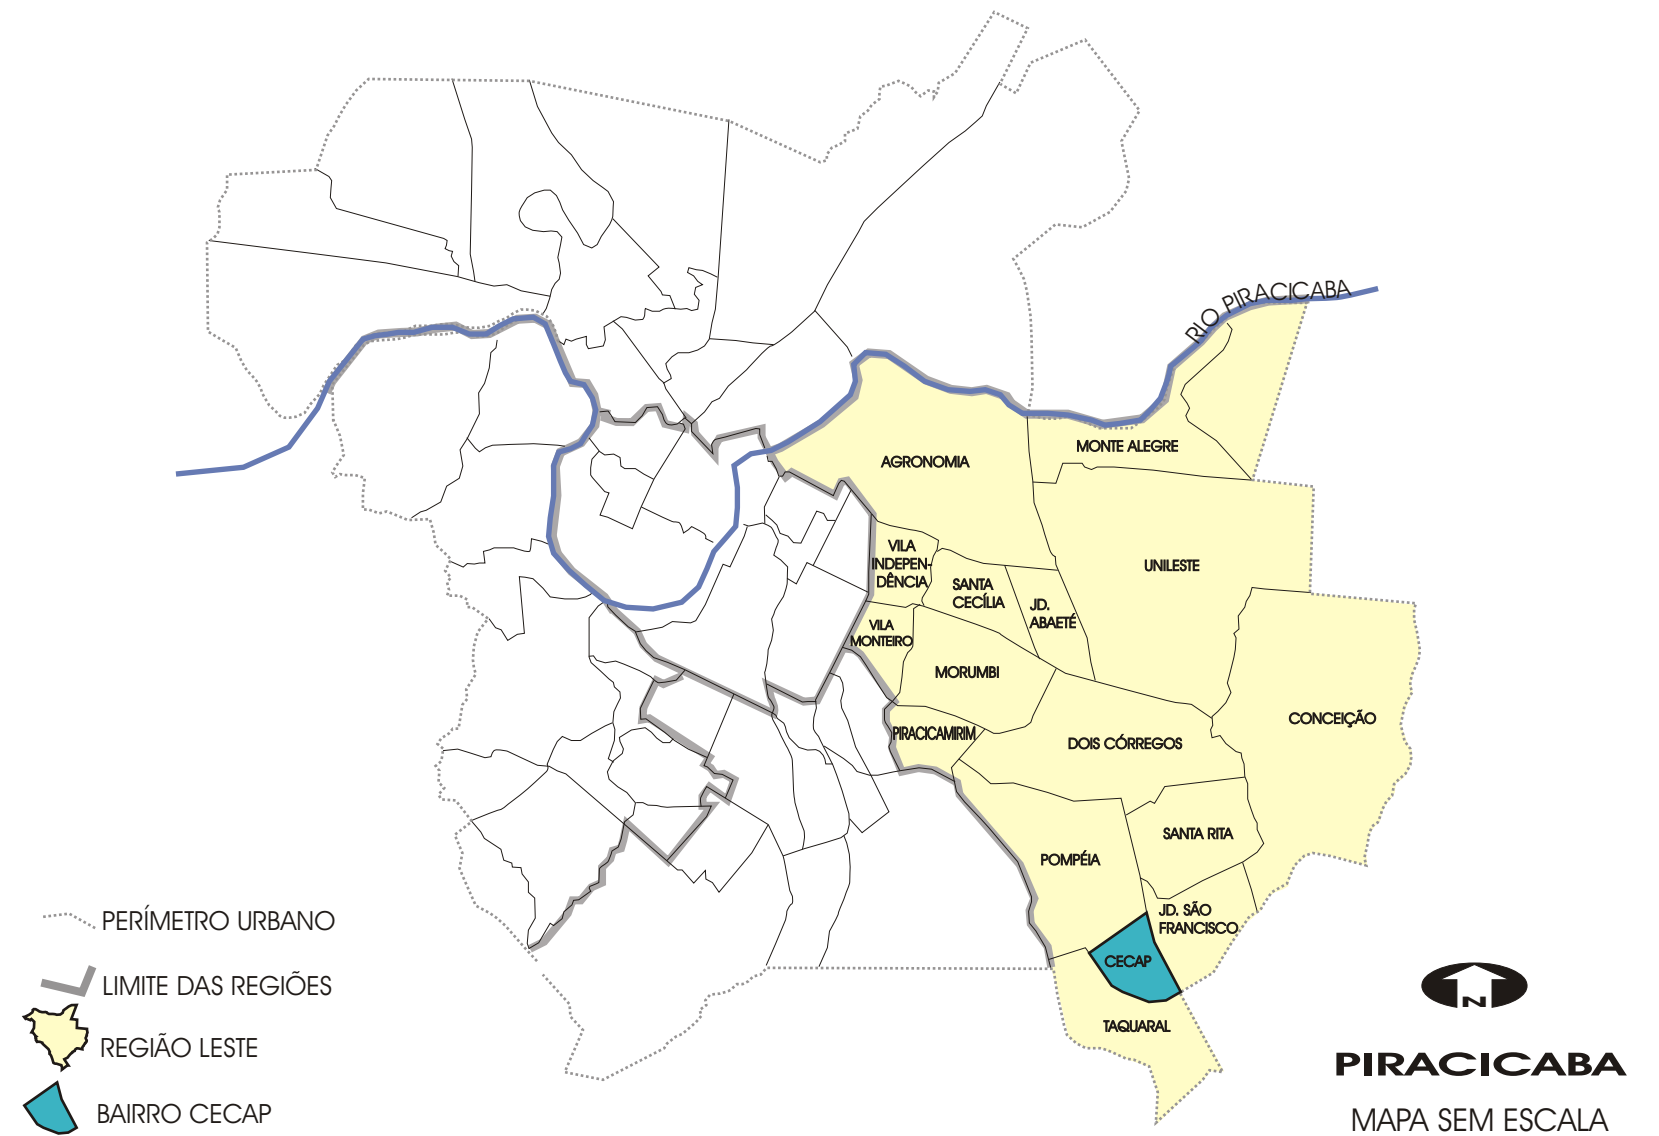 RIO PIRACICABA
MONTE ALEGRE
AGRONOMIA
UNILESTE
VILA
INDEPEN-
DÊNCIA
SANTA
CECÍLIA
JD.
ABAETÉ
VILA
MONTEIRO
MORUMBI
CONCEIÇÃO
PIRACICAMIRIM
DOIS CÓRREGOS
SANTA RITA
POMPÉIA
JD. SÃO
FRANCISCO
CECAP
TAQUARAL
PERÍMETRO URBANO
LIMITE DAS REGIÕES
REGIÃO LESTE
BAIRRO CECAP
N
PIRACICABA
MAPA SEM ESCALA